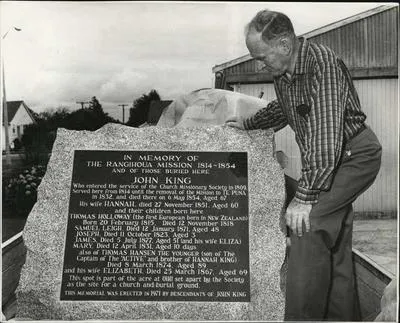 IN MEMORY OF
THE RANGIHOUA MISSION 1814-1854
AND OF THOSE BURIED HERE
JOHN KING
Who entered the service of the Church Missionary Society in 1809,
Served here from 1814 until the removal of the Mission to TE PUNA
in 1832, and died there on 6 May 1854, Aged 67
His wife HANNAH, died 27 November 1851, Aged 60
and their children born here
THOMAS HOLLOWAY (the first European born in NEW ZEALAND)
Born 20 February 1815, Died 12 November 1818
SAMUEL LEIGH, Died 12 January 1871, Aged 48
JOSEPH, Died 11 October 1823, Aged 3
JAMES, Died 5 July 1877, Aged 51 (and his wife ELIZA)
MARY, Died 12 April 1831, Aged 10 days
also of THOMAS HANSEN THE YOUNGER (son of The
Captain of The ACTIVE, and brother of HANNAH KING)
Died 8 March 1874, Aged 89
and his wife ELIZABETH, Died 23 March 1867, Aged 69
This spot is part of the acre at OIHI set apart by the Society
as the site for a church and burial ground.
THIS MEMORIAL WAS ERECTED IN 1971 BY DESCENDANTS OF JOHN KING